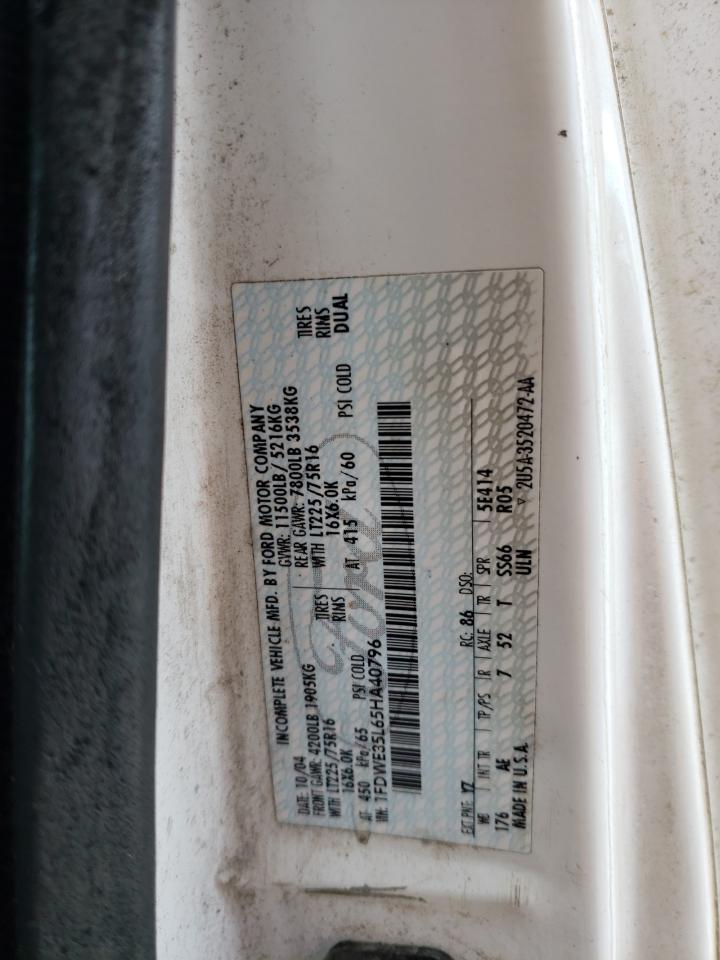 INCOMPLETE VEHICLE MFD. BY FORD MOTOR COMPANY
DATE: 10/04 GVWR: 11500LB / 5216KG
FRONT GAWR: 4200LB 1905KG REAR GAWR: 7800LB 3538KG
WITH LT225/75R16 TIRES WITH LT225/75R16 TIRES
16X6.0K RIMS 16X6.0K RIMS
AT 450 kPa/65 PSI COLD AT 415 kPa/60 PSI COLD DUAL
VIN: 1FDWE35L65HA40796
Ford
EXT PNT: YZ RC: 86 DSO:
WB INT TR TP/PS R AXLE TR SPR 5E414
176 AE 7 52 T SS66 R05
MADE IN U.S.A. ULN ▽ 2U5A-3520472-AA